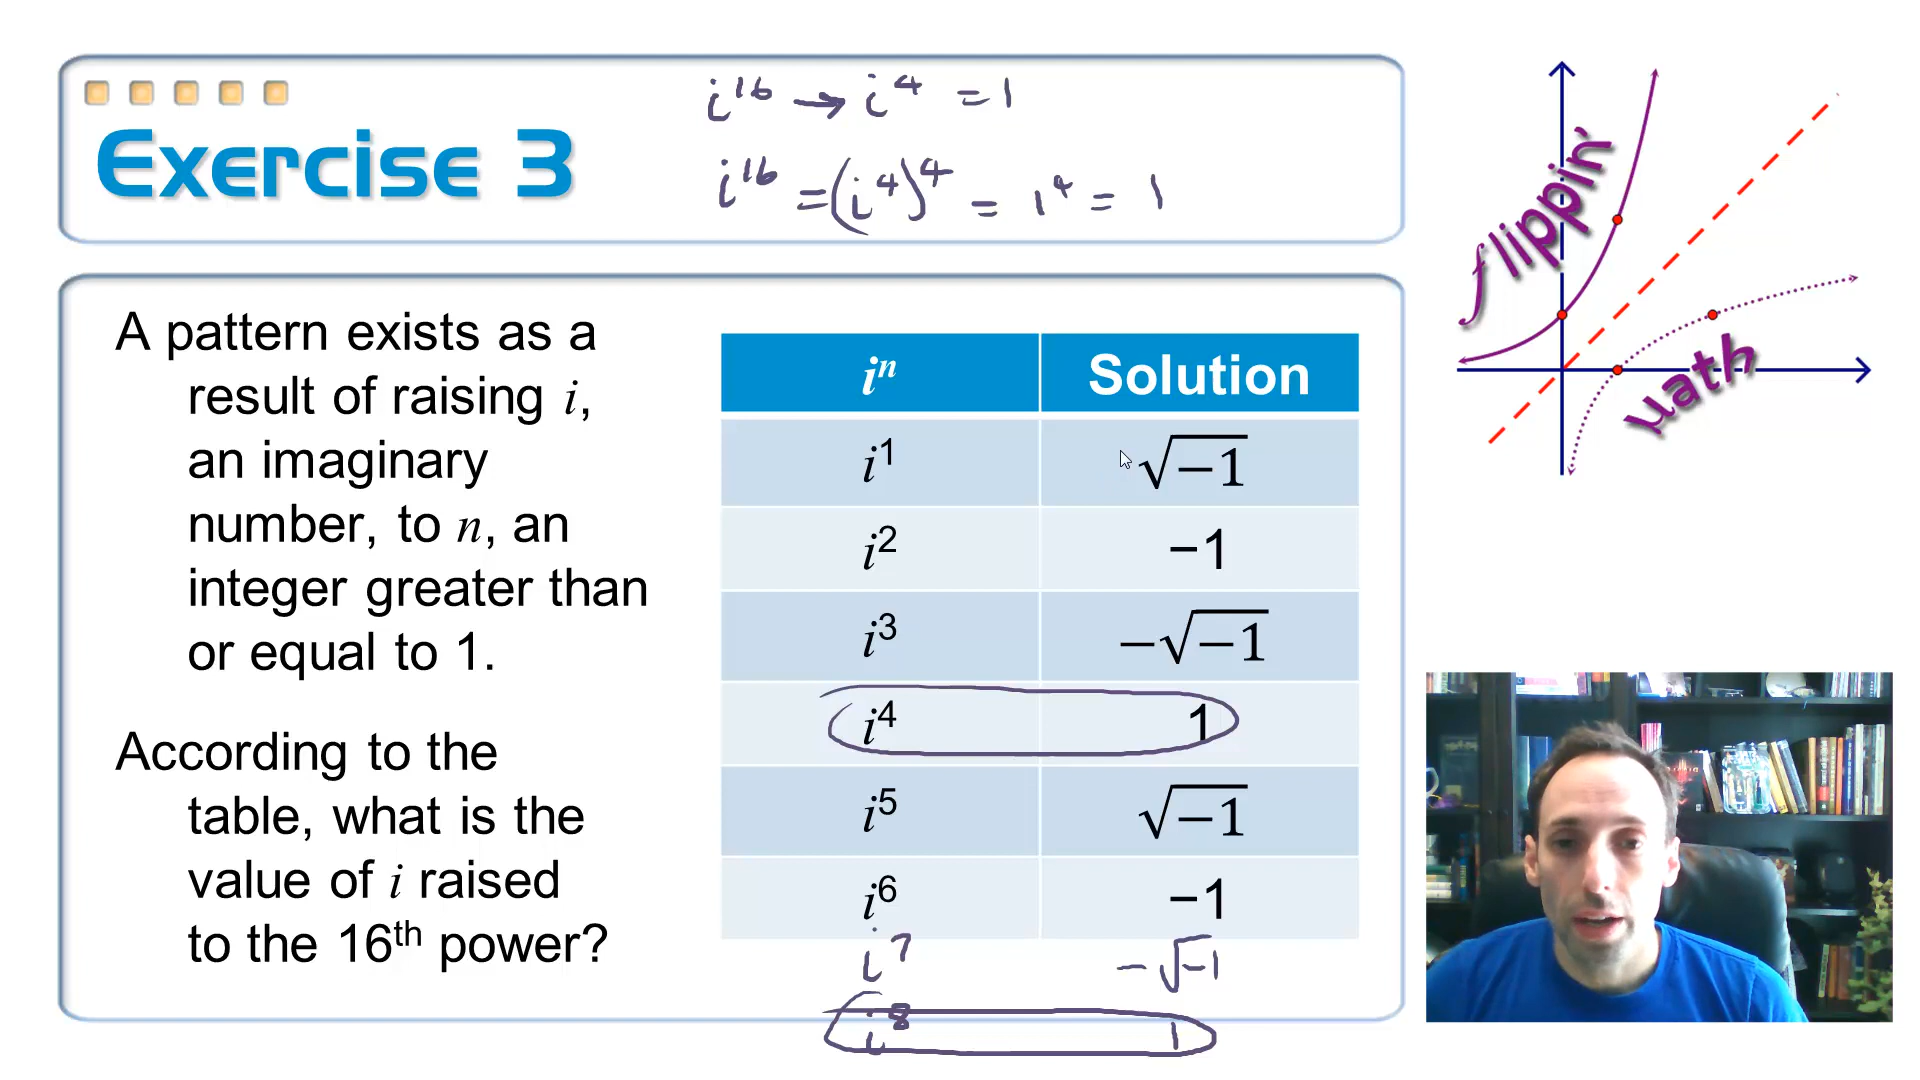 i¹⁶ → i⁴ = 1
Exercise 3
i¹⁶ = (i⁴)⁴ = 1⁴ = 1
flippin'
math
A pattern exists as a
result of raising i,
an imaginary
number, to n, an
integer greater than
or equal to 1.
According to the
table, what is the
value of i raised
to the 16th power?
iⁿ Solution
i¹ √−1
i² −1
i³ −√−1
i⁴ 1
i⁵ √−1
i⁶ −1
i⁷ −√−1
i⁸ 1